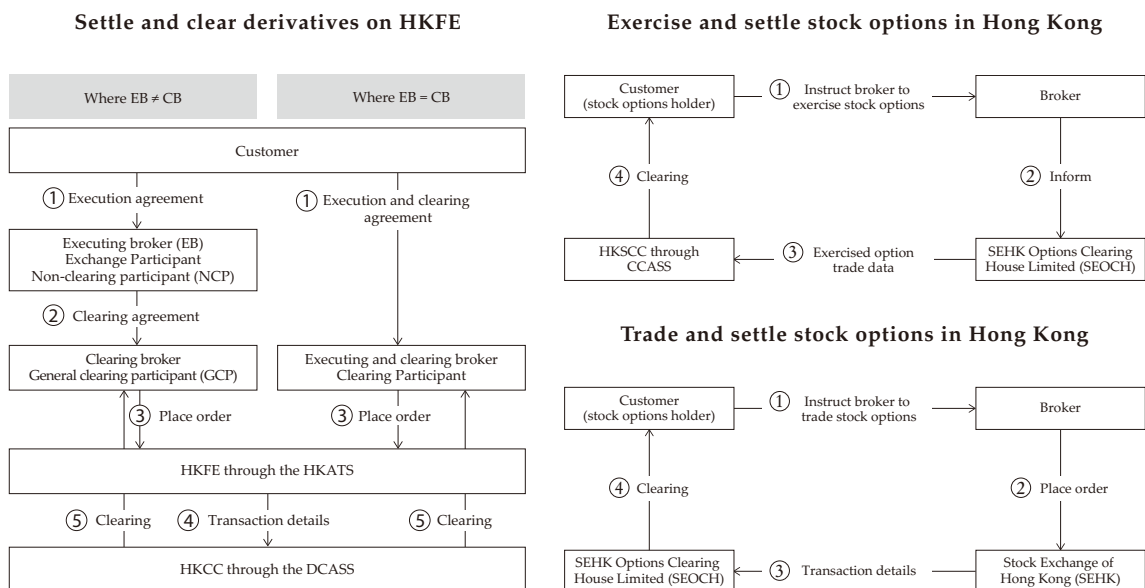 Settle and clear derivatives on HKFE
Where EB ≠ CB
Where EB = CB
Customer
① Execution agreement
① Execution and clearing
agreement
Executing broker (EB)
Exchange Participant
Non-clearing participant (NCP)
② Clearing agreement
Clearing broker
General clearing participant (GCP)
Executing and clearing broker
Clearing Participant
③ Place order
③ Place order
HKFE through the HKATS
⑤ Clearing
④ Transaction details
⑤ Clearing
HKCC through the DCASS
Exercise and settle stock options in Hong Kong
Customer
(stock options holder)
① Instruct broker to
exercise stock options
Broker
④ Clearing
② Inform
HKSCC through
CCASS
③ Exercised option
trade data
SEHK Options Clearing
House Limited (SEOCH)
Trade and settle stock options in Hong Kong
Customer
(stock options holder)
① Instruct broker to
trade stock options
Broker
④ Clearing
② Place order
SEHK Options Clearing
House Limited (SEOCH)
③ Transaction details
Stock Exchange of
Hong Kong (SEHK)